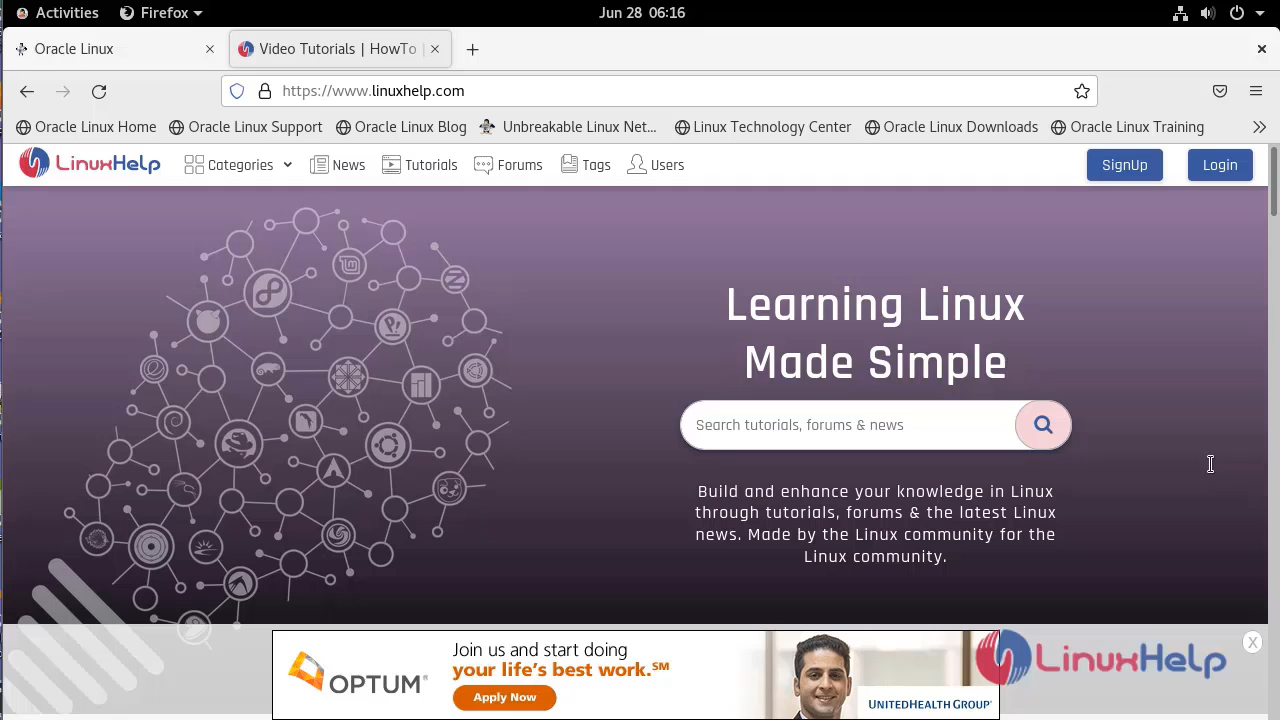 Activities Firefox Jun 28 06:16
Oracle Linux Video Tutorials | HowTo |
https://www.linuxhelp.com
Oracle Linux Home Oracle Linux Support Oracle Linux Blog Unbreakable Linux Net... Linux Technology Center Oracle Linux Downloads Oracle Linux Training
LinuxHelp Categories News Tutorials Forums Tags Users SignUp Login
Learning Linux
Made Simple
Search tutorials, forums & news
Build and enhance your knowledge in Linux
through tutorials, forums & the latest Linux
news. Made by the Linux community for the
Linux community.
Join us and start doing
your life's best work.℠
OPTUM®
Apply Now
UNITEDHEALTH GROUP®
X
LinuxHelp